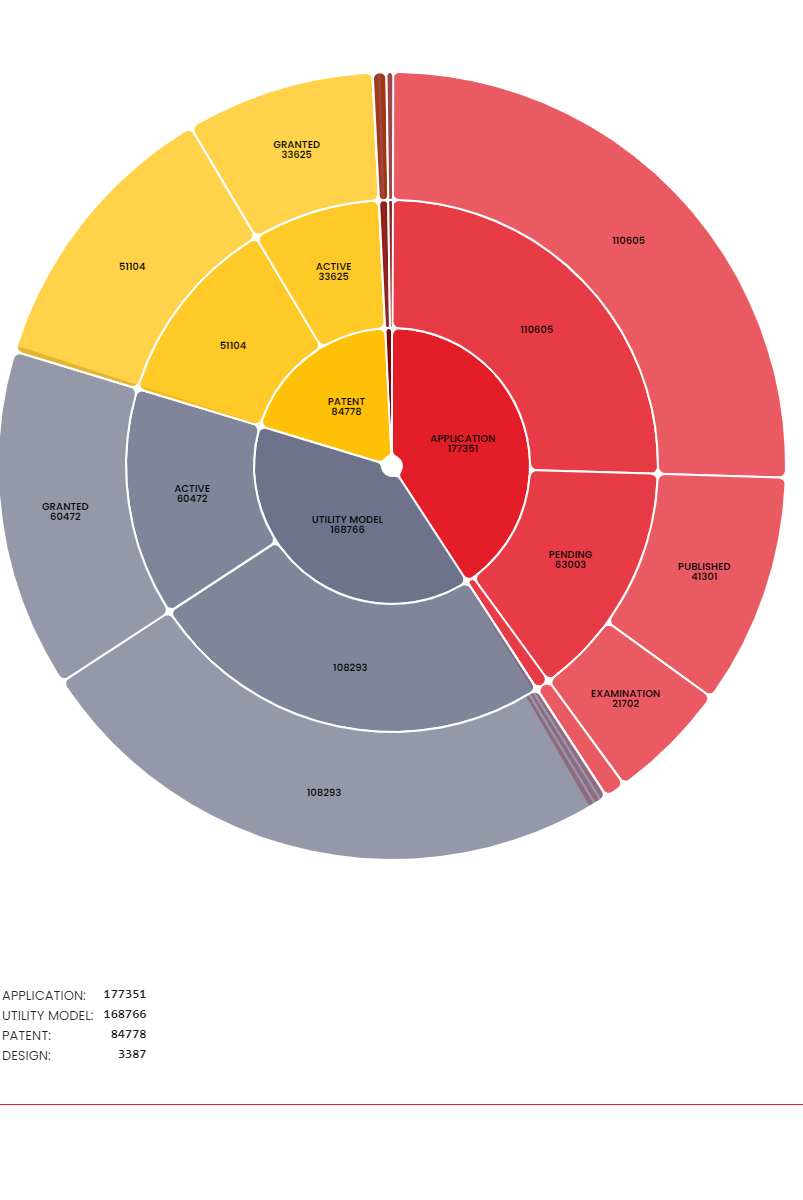 GRANTED
33625
110605
51104
ACTIVE
33625
110605
51104
PATENT
84778
APPLICATION
177351
ACTIVE
60472
GRANTED
60472
UTILITY MODEL
168766
PENDING
63003
PUBLISHED
41301
108293
EXAMINATION
21702
108293
APPLICATION: 177351
UTILITY MODEL: 168766
PATENT: 84778
DESIGN: 3387